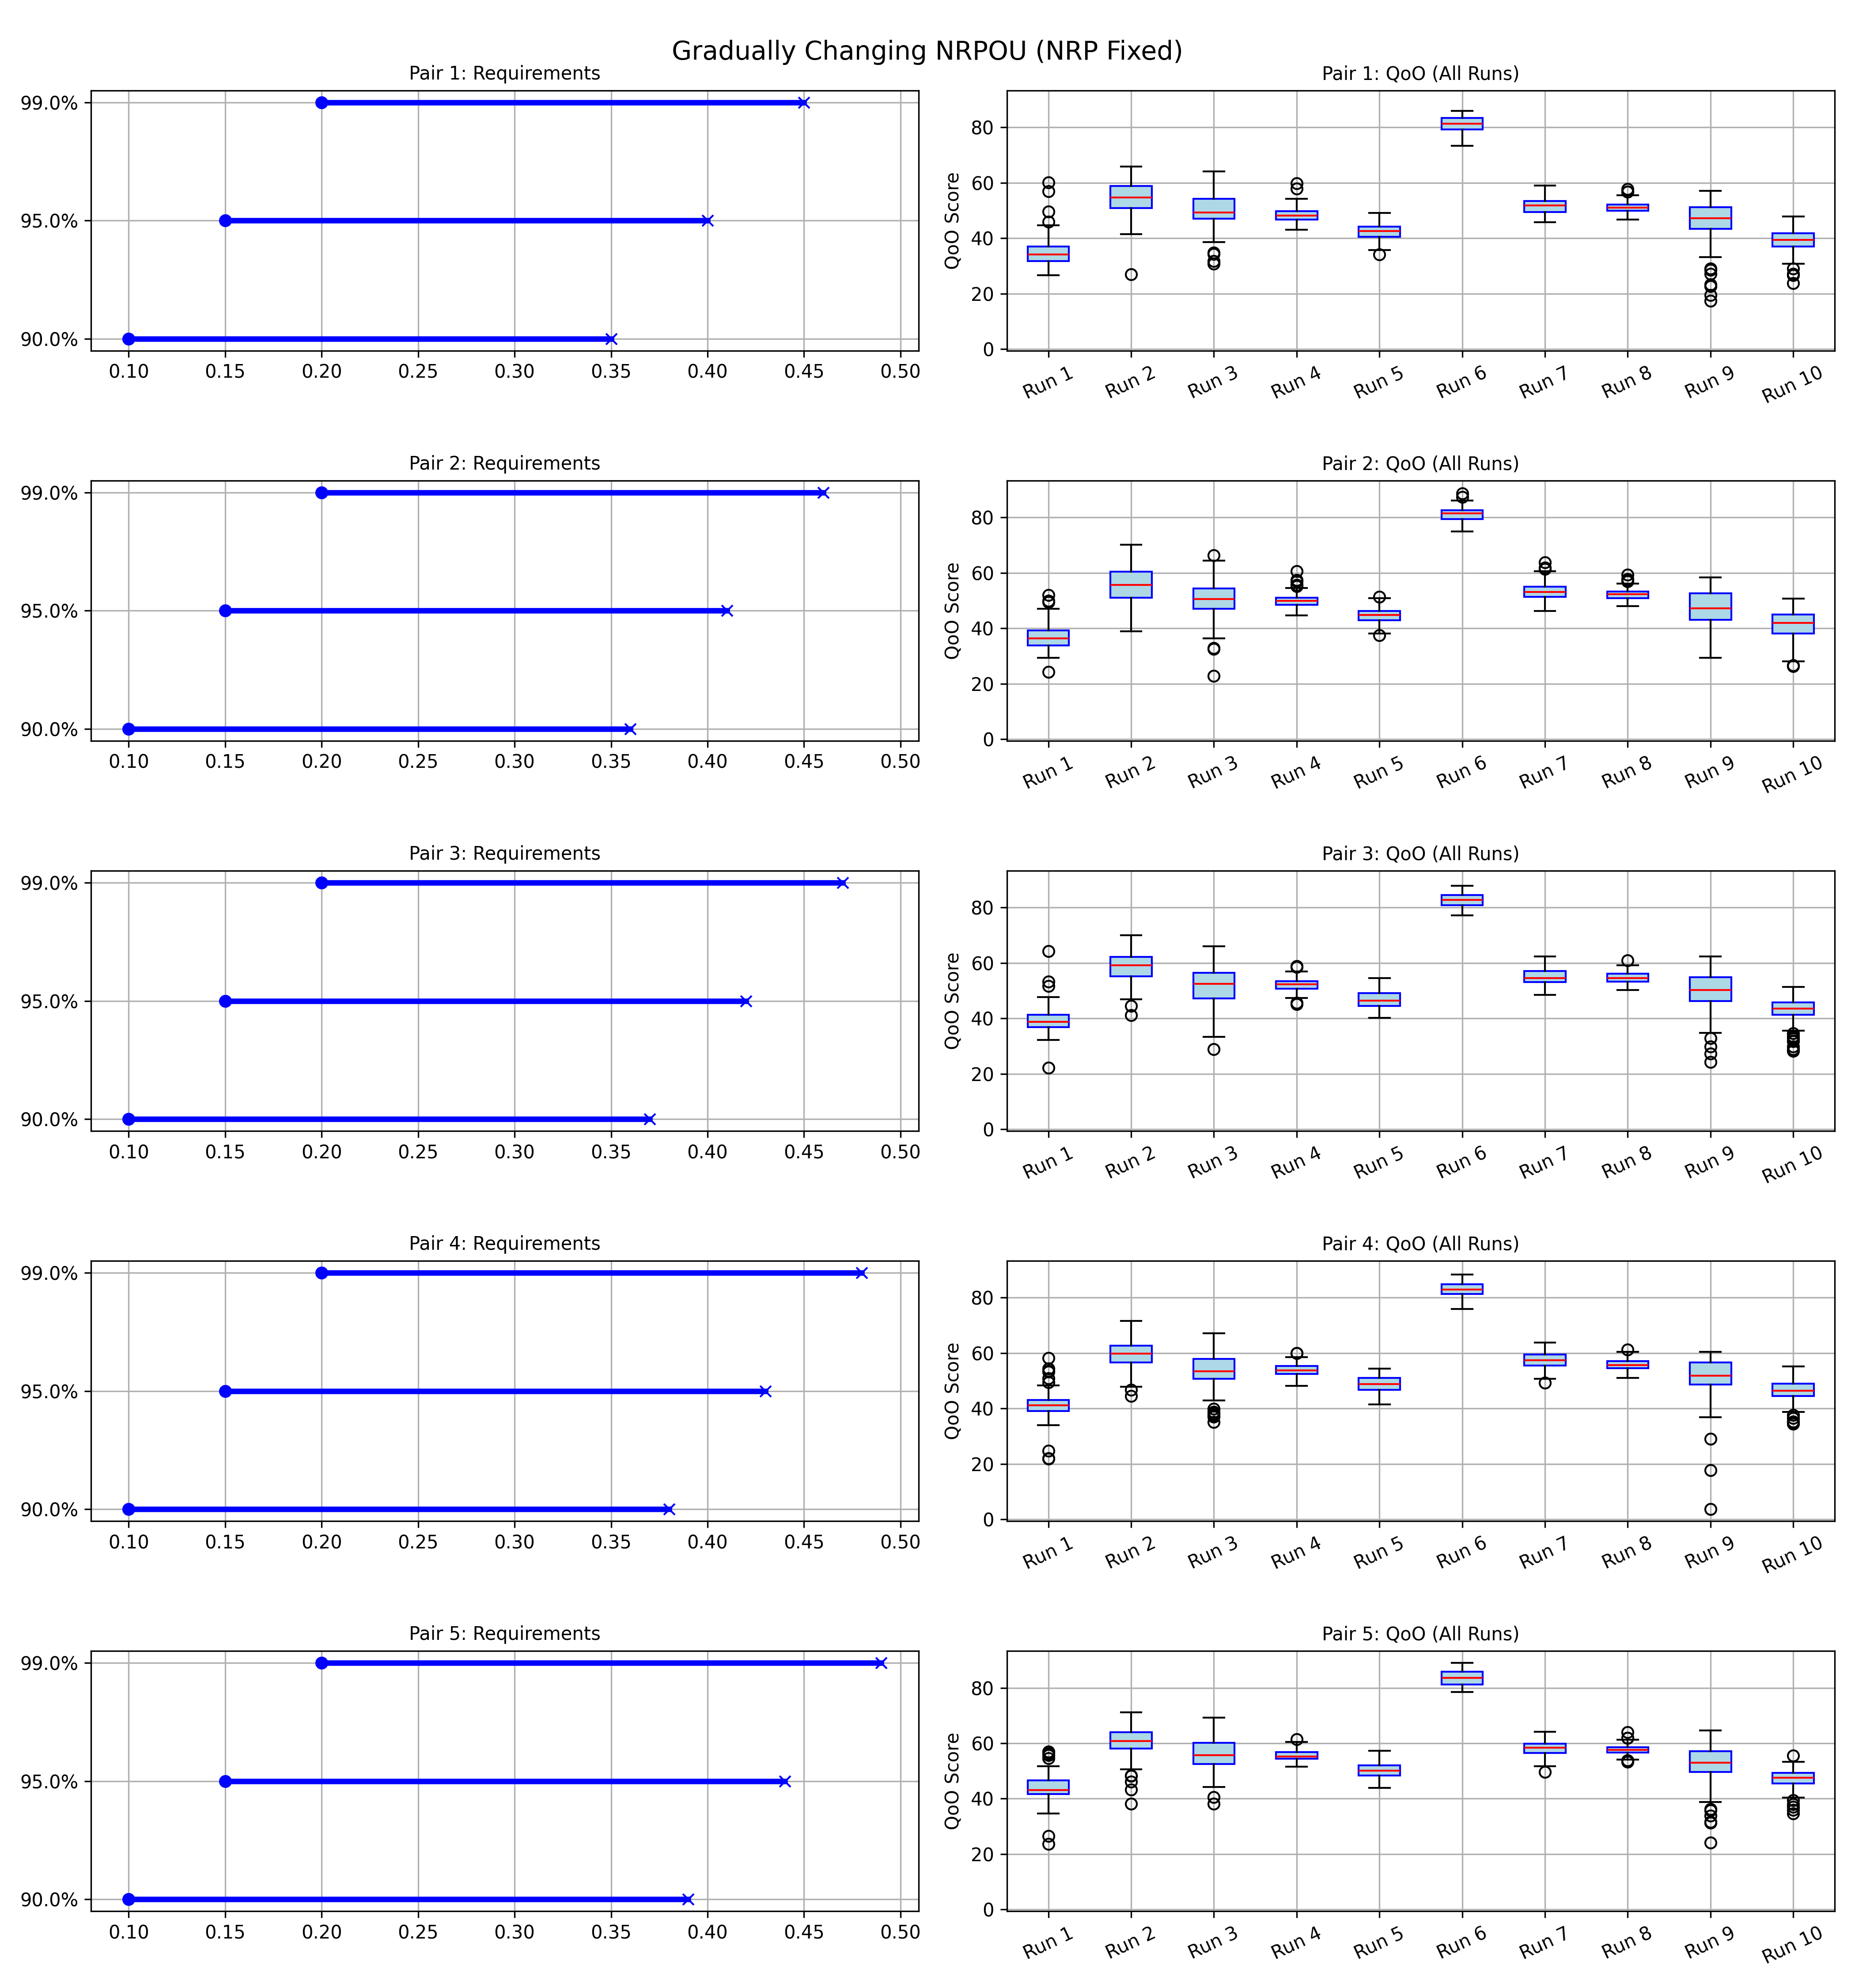 Gradually Changing NRPOU (NRP Fixed)
Pair 1: Requirements
99.0%
95.0%
90.0%
0.10 0.15 0.20 0.25 0.30 0.35 0.40 0.45 0.50
Pair 1: QoO (All Runs)
QoO Score
80
60
40
20
0
Run 1 Run 2 Run 3 Run 4 Run 5 Run 6 Run 7 Run 8 Run 9 Run 10
Pair 2: Requirements
99.0%
95.0%
90.0%
0.10 0.15 0.20 0.25 0.30 0.35 0.40 0.45 0.50
Pair 2: QoO (All Runs)
QoO Score
80
60
40
20
0
Run 1 Run 2 Run 3 Run 4 Run 5 Run 6 Run 7 Run 8 Run 9 Run 10
Pair 3: Requirements
99.0%
95.0%
90.0%
0.10 0.15 0.20 0.25 0.30 0.35 0.40 0.45 0.50
Pair 3: QoO (All Runs)
QoO Score
80
60
40
20
0
Run 1 Run 2 Run 3 Run 4 Run 5 Run 6 Run 7 Run 8 Run 9 Run 10
Pair 4: Requirements
99.0%
95.0%
90.0%
0.10 0.15 0.20 0.25 0.30 0.35 0.40 0.45 0.50
Pair 4: QoO (All Runs)
QoO Score
80
60
40
20
0
Run 1 Run 2 Run 3 Run 4 Run 5 Run 6 Run 7 Run 8 Run 9 Run 10
Pair 5: Requirements
99.0%
95.0%
90.0%
0.10 0.15 0.20 0.25 0.30 0.35 0.40 0.45 0.50
Pair 5: QoO (All Runs)
QoO Score
80
60
40
20
0
Run 1 Run 2 Run 3 Run 4 Run 5 Run 6 Run 7 Run 8 Run 9 Run 10